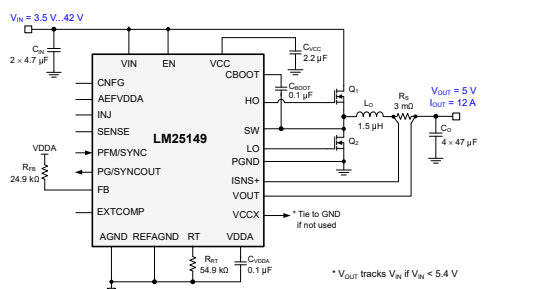 VIN = 3.5 V...42 V
CIN
2 × 4.7 µF
VIN
EN
VCC
CVCC
2.2 µF
CBOOT
CBOOT
0.1 µF
CNFG
AEFVDDA
INJ
SENSE
PFM/SYNC
PG/SYNCOUT
FB
EXTCOMP
LM25149
HO
SW
LO
PGND
ISNS+
VOUT
VCCX
Q1
Q2
LO
1.5 µH
RS
3 mΩ
VOUT = 5 V
IOUT = 12 A
CO
4 × 47 µF
VDDA
RFB
24.9 kΩ
* Tie to GND
if not used
AGND
REFAGND
RT
VDDA
RRT
54.9 kΩ
CVDDA
0.1 µF
* VOUT tracks VIN if VIN < 5.4 V